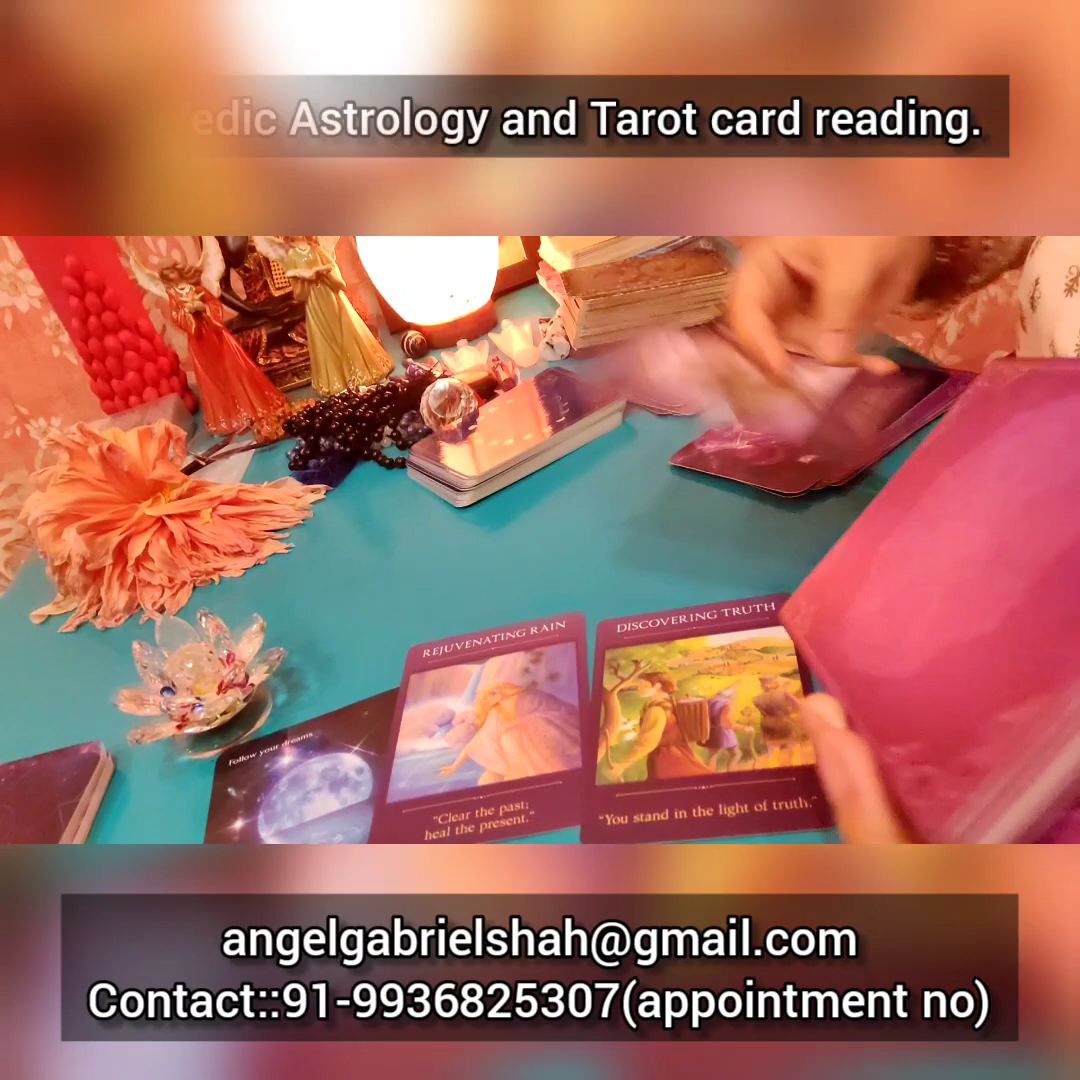 edic Astrology and Tarot card reading.
REJUVENATING RAIN
DISCOVERING TRUTH
Follow your dreams
"Clear the past;
heal the present."
"You stand in the light of truth."
angelgabrielshah@gmail.com
Contact::91-9936825307(appointment no)